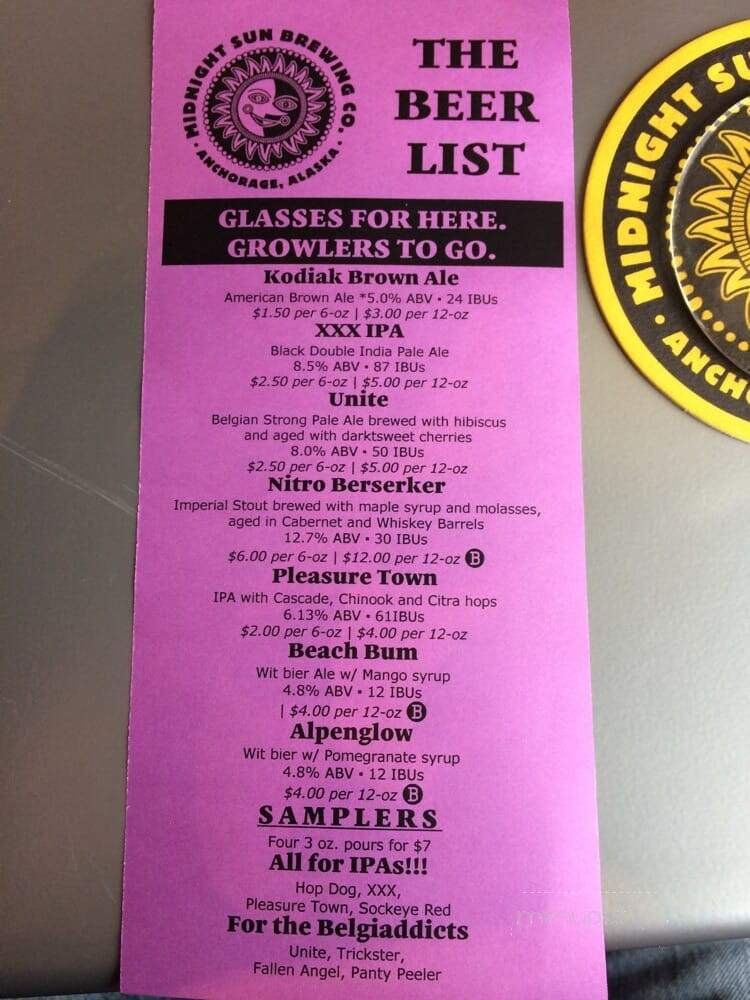 MIDNIGHT SUN BREWING CO.
ANCHORAGE, ALASKA
THE
BEER
LIST
GLASSES FOR HERE.
GROWLERS TO GO.
Kodiak Brown Ale
American Brown Ale *5.0% ABV • 24 IBUs
$1.50 per 6-oz | $3.00 per 12-oz
XXX IPA
Black Double India Pale Ale
8.5% ABV • 87 IBUs
$2.50 per 6-oz | $5.00 per 12-oz
Unite
Belgian Strong Pale Ale brewed with hibiscus
and aged with darktsweet cherries
8.0% ABV • 50 IBUs
$2.50 per 6-oz | $5.00 per 12-oz
Nitro Berserker
Imperial Stout brewed with maple syrup and molasses,
aged in Cabernet and Whiskey Barrels
12.7% ABV • 30 IBUs
$6.00 per 6-oz | $12.00 per 12-oz B
Pleasure Town
IPA with Cascade, Chinook and Citra hops
6.13% ABV • 61IBUs
$2.00 per 6-oz | $4.00 per 12-oz
Beach Bum
Wit bier Ale w/ Mango syrup
4.8% ABV • 12 IBUs
| $4.00 per 12-oz B
Alpenglow
Wit bier w/ Pomegranate syrup
4.8% ABV • 12 IBUs
$4.00 per 12-oz B
SAMPLERS
Four 3 oz. pours for $7
All for IPAs!!!
Hop Dog, XXX,
Pleasure Town, Sockeye Red
For the Belgiaddicts
Unite, Trickster,
Fallen Angel, Panty Peeler
MIDNIGHT SU
ANCH